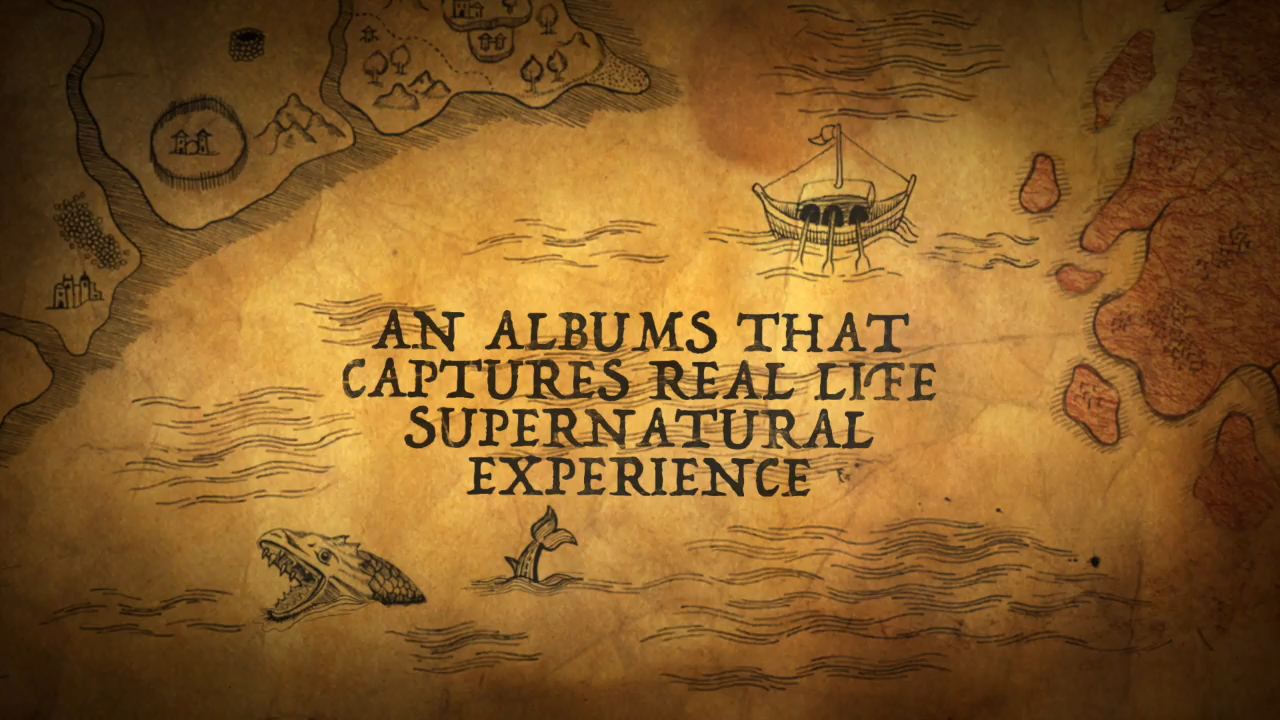 AN ALBUMS THAT
CAPTURES REAL LIFE
SUPERNATURAL
EXPERIENCE